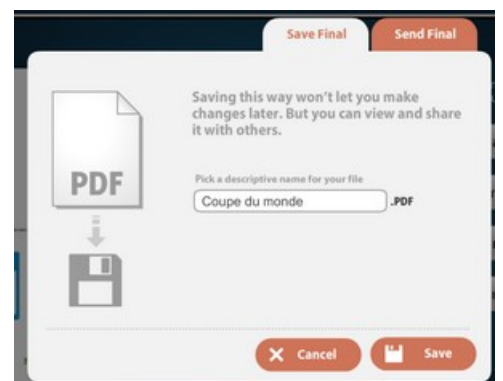 Save Final
Send Final
Saving this way won't let you make
changes later. But you can view and share
it with others.
PDF
Pick a descriptive name for your file
Coupe du monde
.PDF
Cancel
Save